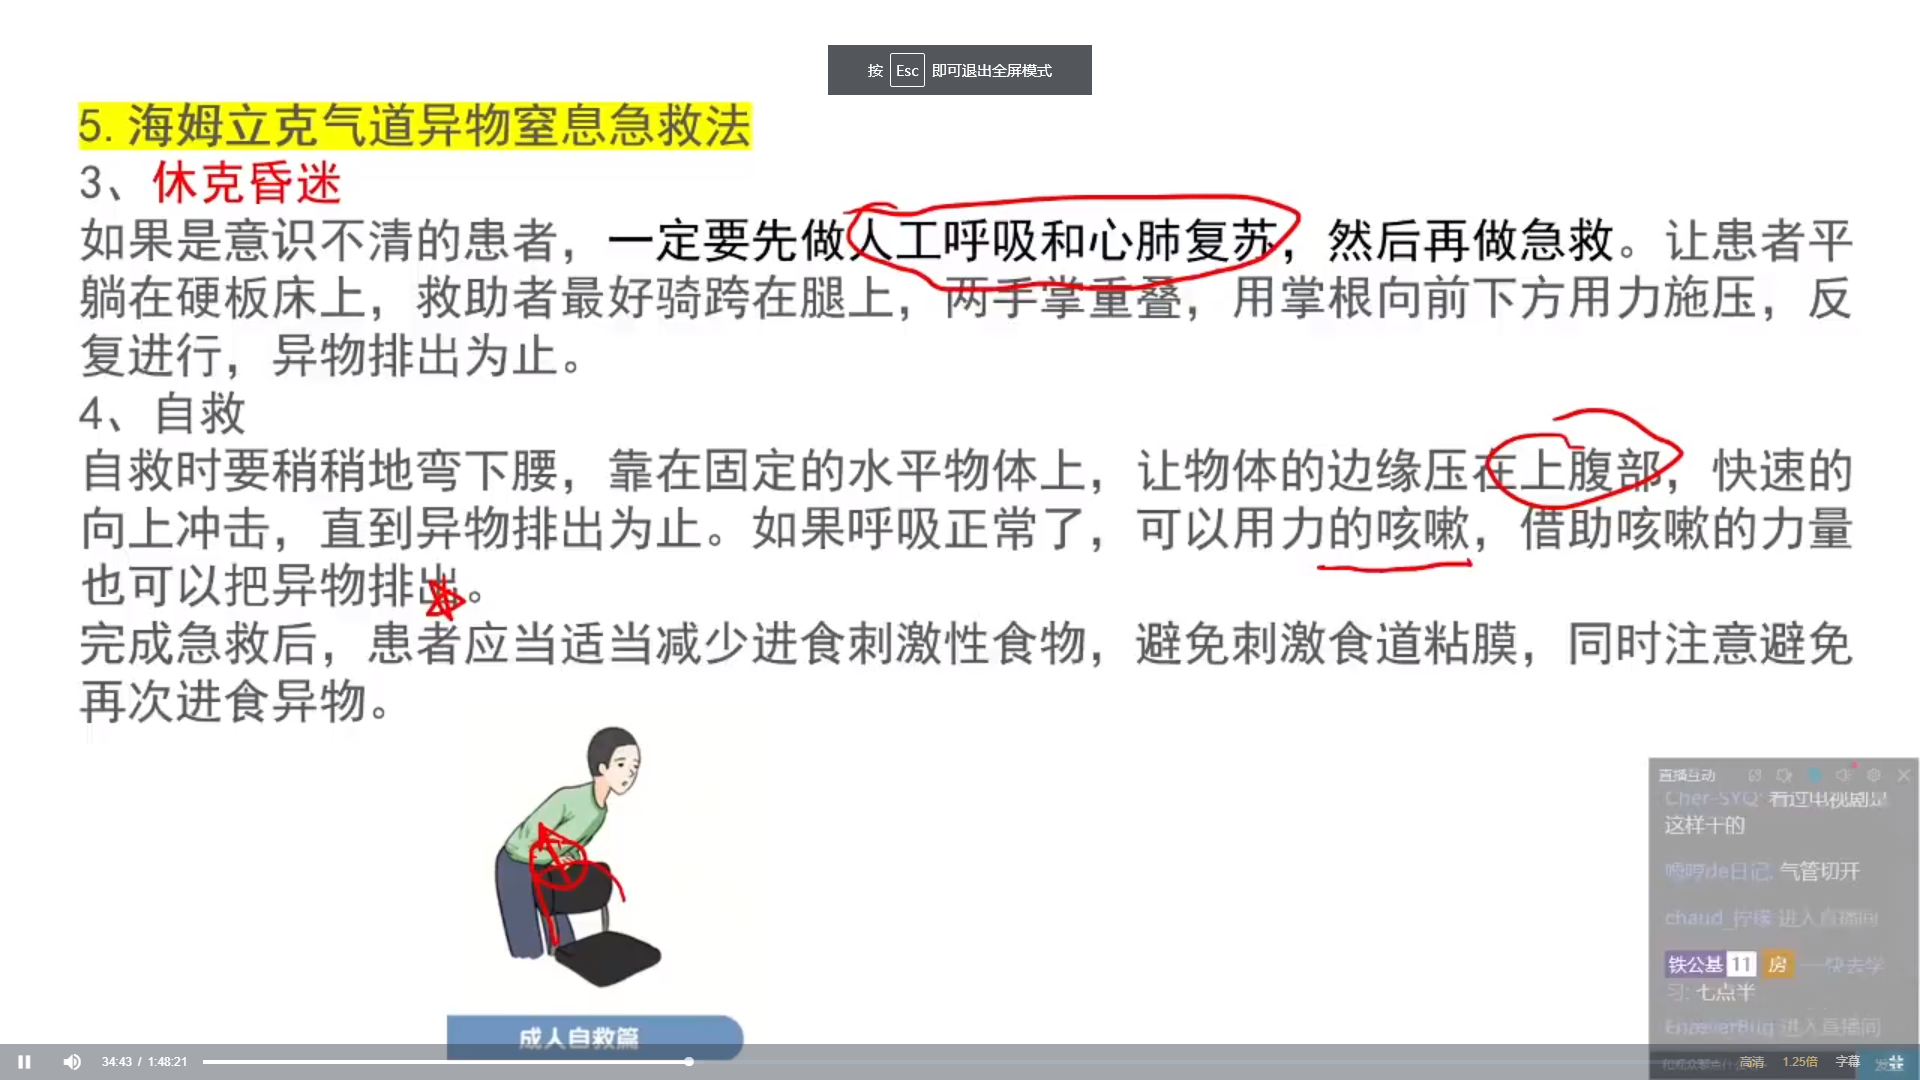 按 Esc 即可退出全屏模式
5. 海姆立克气道异物窒息急救法
3、休克昏迷
如果是意识不清的患者，一定要先做人工呼吸和心肺复苏，然后再做急救。让患者平
躺在硬板床上，救助者最好骑跨在腿上，两手掌重叠，用掌根向前下方用力施压，反
复进行，异物排出为止。
4、自救
自救时要稍稍地弯下腰，靠在固定的水平物体上，让物体的边缘压在上腹部，快速的
向上冲击，直到异物排出为止。如果呼吸正常了，可以用力的咳嗽，借助咳嗽的力量
也可以把异物排出。
完成急救后，患者应当适当减少进食刺激性食物，避免刺激食道粘膜，同时注意避免
再次进食异物。
成人自救篇
直播互动
Cher-SYQ: 看过电视剧是
这样干的
de日记: 气管切开
chaud_柠檬 进入直播间
铁公基 11 房 一快去学
习: 七点半
进入直播间
34:43 / 1:48:21
高清 1.25倍 字幕